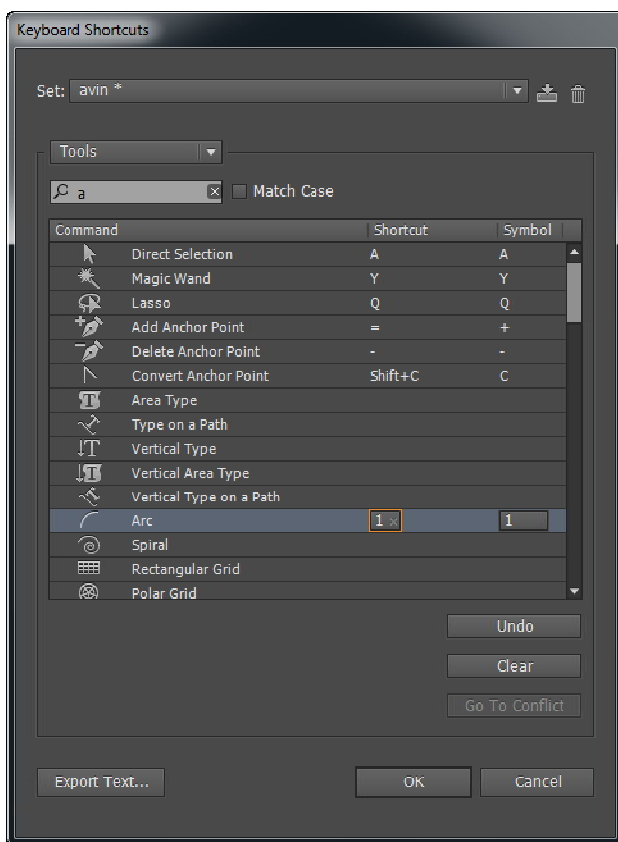 Keyboard Shortcuts
Set: avin *
Tools
a Match Case
Command Shortcut Symbol
Direct Selection A A
Magic Wand Y Y
Lasso Q Q
Add Anchor Point = +
Delete Anchor Point - -
Convert Anchor Point Shift+C C
Area Type
Type on a Path
Vertical Type
Vertical Area Type
Vertical Type on a Path
Arc 1 1
Spiral
Rectangular Grid
Polar Grid
Undo
Clear
Go To Conflict
Export Text... OK Cancel